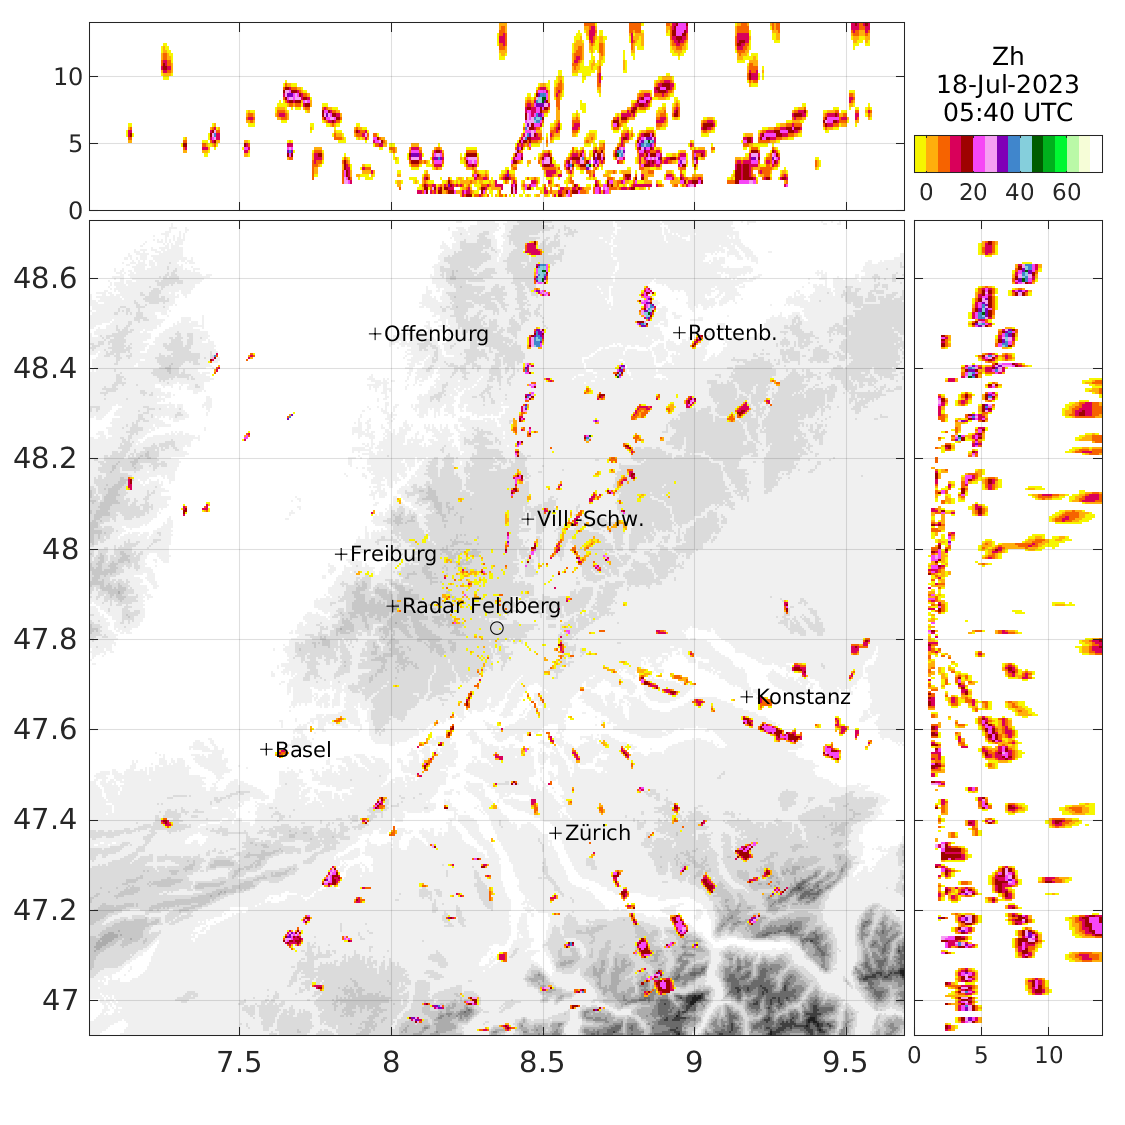 10
5
0
Zh
18-Jul-2023
05:40 UTC
0 20 40 60
48.6
48.4
48.2
48
47.8
47.6
47.4
47.2
47
+Offenburg
+Rottenb.
+Vill.-Schw.
+Freiburg
+Radar Feldberg
+Konstanz
+Basel
+Zürich
7.5 8 8.5 9 9.5
0 5 10